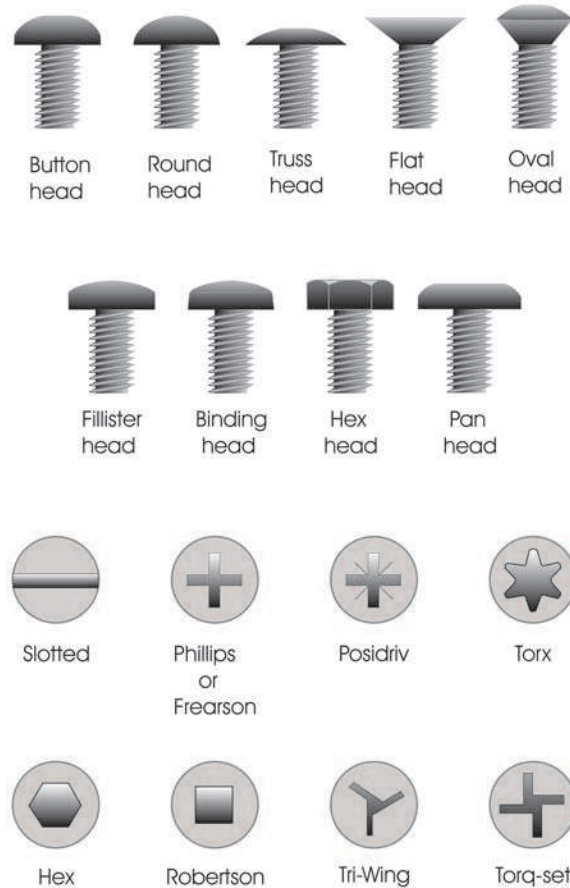 Button
head
Round
head
Truss
head
Flat
head
Oval
head
Fillister
head
Binding
head
Hex
head
Pan
head
Slotted
Phillips
or
Frearson
Posidriv
Torx
Hex
Robertson
Tri-Wing
Torq-set